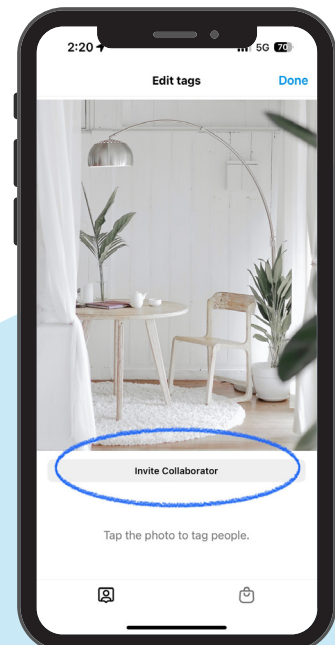 2:20 5G 70
Edit tags Done
Invite Collaborator
Tap the photo to tag people.